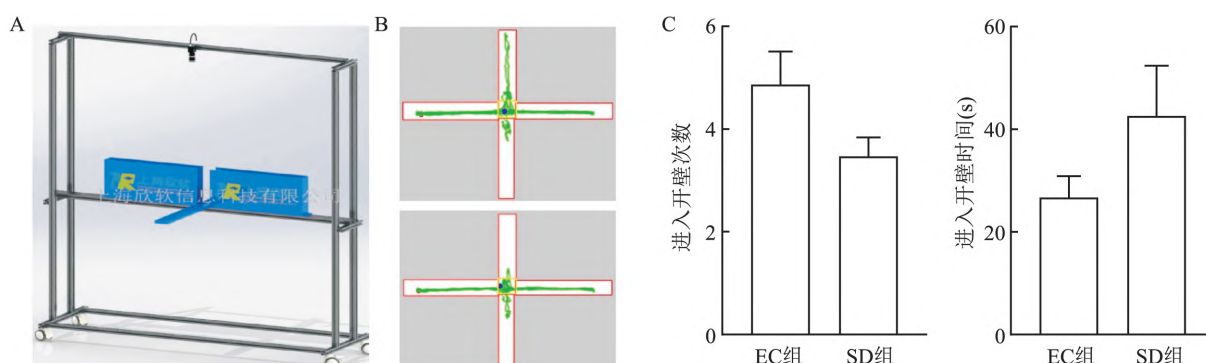 A
B
C
R
R
上海欣软信息科技有限公司
进入开壁次数
6
4
2
0
EC组
SD组
进入开壁时间(s)
60
40
20
0
EC组
SD组